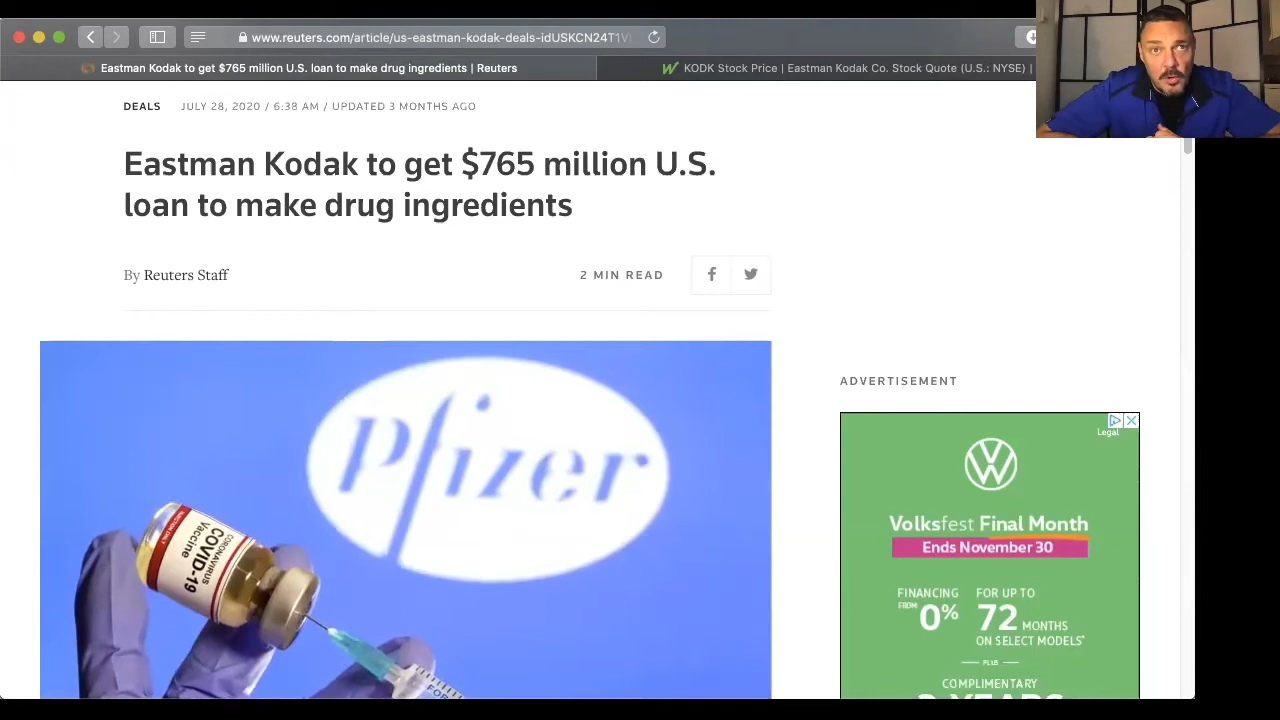 www.reuters.com/article/us-eastman-kodak-deals-idUSKCN24T1V
Eastman Kodak to get $765 million U.S. loan to make drug ingredients | Reuters
KODK Stock Price | Eastman Kodak Co. Stock Quote (U.S.: NYSE) |
DEALS JULY 28, 2020 / 6:38 AM / UPDATED 3 MONTHS AGO
Eastman Kodak to get $765 million U.S.
loan to make drug ingredients
By Reuters Staff
2 MIN READ
Pfizer
CORONAVIRUS
COVID-19
Vaccine
INJECTION ONLY
ADVERTISEMENT
Legal
Volksfest Final Month
Ends November 30
FINANCING
FROM 0%
FOR UP TO
72 MONTHS
ON SELECT MODELS*
PLUS
COMPLIMENTARY